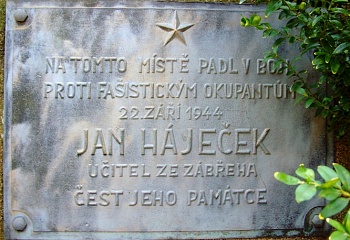 NA TOMTO MÍSTĚ PADL V BOJI
PROTI FAŠISTICKÝM OKUPANTŮM
22. ZÁŘÍ 1944
JAN HÁJEČEK
UČITEL ZE ZÁBŘEHA
ČEST JEHO PAMÁTCE